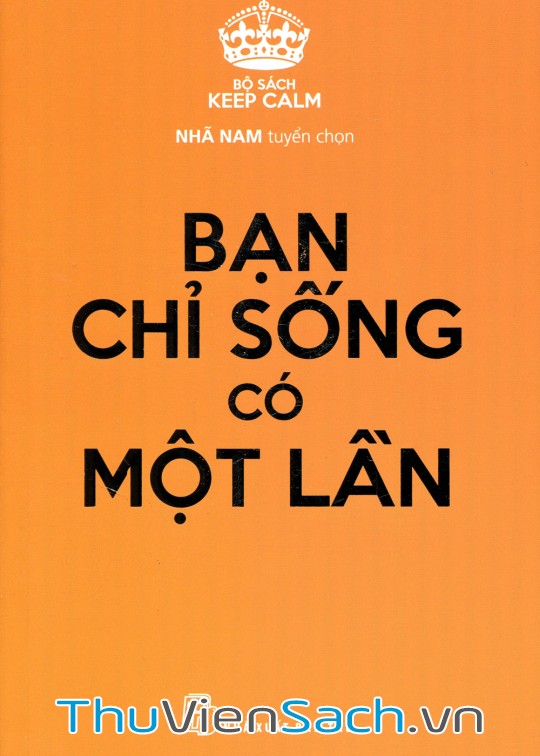 BỘ SÁCH
KEEP CALM
NHÃ NAM tuyển chọn
BẠN
CHỈ SỐNG
CÓ
MỘT LẦN
ThuVienSach.vn